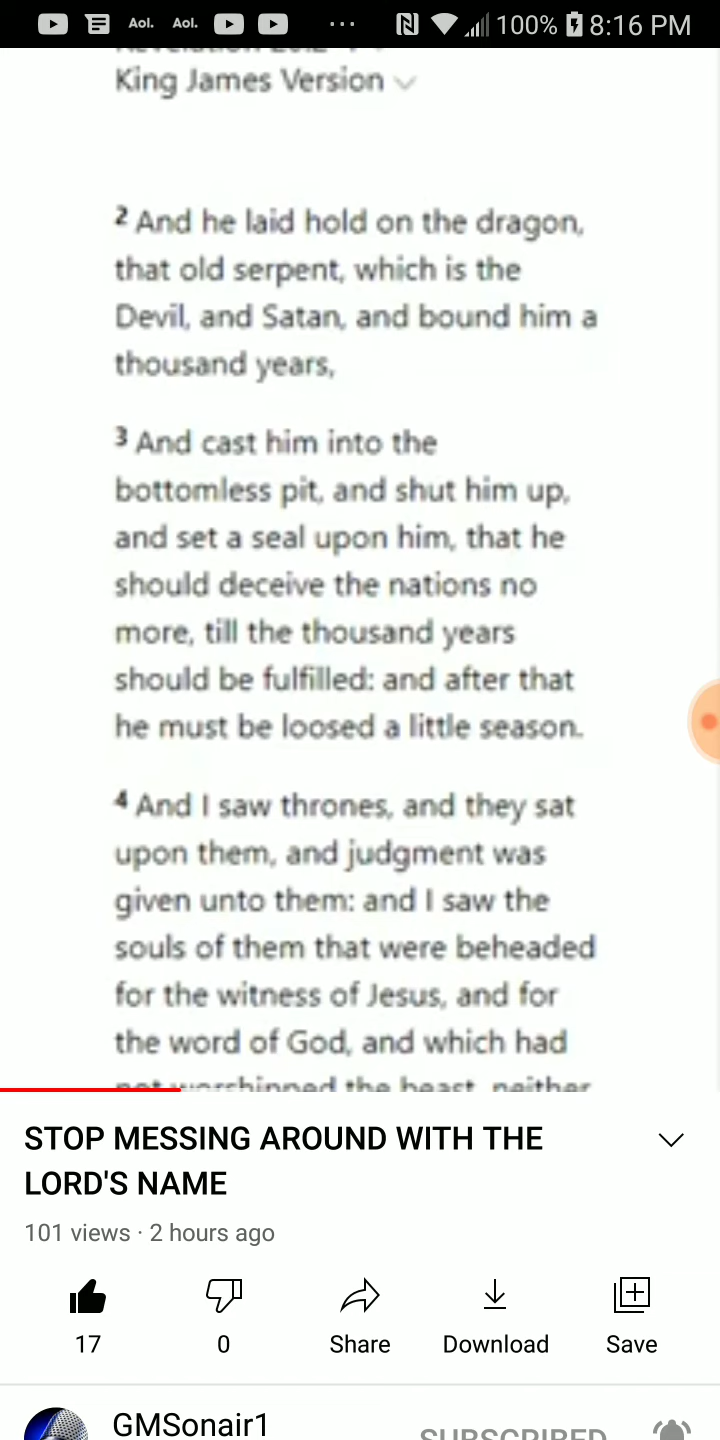 Aol. Aol. ... 100% 8:16 PM
King James Version
2 And he laid hold on the dragon,
that old serpent, which is the
Devil, and Satan, and bound him a
thousand years,
3 And cast him into the
bottomless pit, and shut him up,
and set a seal upon him, that he
should deceive the nations no
more, till the thousand years
should be fulfilled: and after that
he must be loosed a little season.
4 And I saw thrones, and they sat
upon them, and judgment was
given unto them: and I saw the
souls of them that were beheaded
for the witness of Jesus, and for
the word of God, and which had
not worshipped the beast, neither
STOP MESSING AROUND WITH THE
LORD'S NAME
101 views · 2 hours ago
17 0 Share Download Save
GMSonair1
SUBSCRIBED